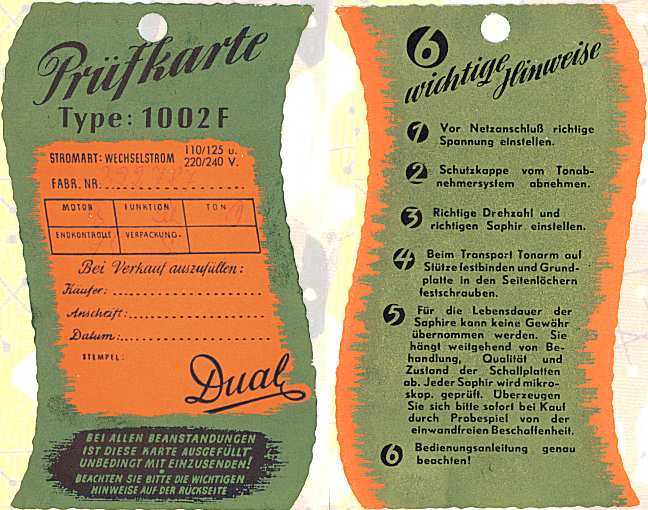 Prüfkarte
Type: 1002 F
STROMART: WECHSELSTROM 110/125 u. 220/240 V.
FABR. NR.
MOTOR FUNKTION TON
ENDKONTROLLE VERPACKUNG-
Bei Verkauf auszufüllen:
Käufer:
Anschrift:
Datum:
STEMPEL:
Dual
BEI ALLEN BEANSTANDUNGEN
IST DIESE KARTE AUSGEFÜLLT
UNBEDINGT MIT EINZUSENDEN!
BEACHTEN SIE BITTE DIE WICHTIGEN
HINWEISE AUF DER RÜCKSEITE
6
wichtige Hinweise
1 Vor Netzanschluß richtige
Spannung einstellen.
2 Schutzkappe vom Tonab-
nehmersystem abnehmen.
3 Richtige Drehzahl und
richtigen Saphir einstellen.
4 Beim Transport Tonarm auf
Stütze festbinden und Grund-
platte in den Seitenlöchern
festschrauben.
5 Für die Lebensdauer der
Saphire kann keine Gewähr
übernommen werden. Sie
hängt weitgehend von Be-
handlung, Qualität und
Zustand der Schallplatten
ab. Jeder Saphir wird mikro-
skop. geprüft. Überzeugen
Sie sich bitte sofort bei Kauf
durch Probespiel von der
einwandfreien Beschaffenheit.
6 Bedienungsanleitung genau
beachten!